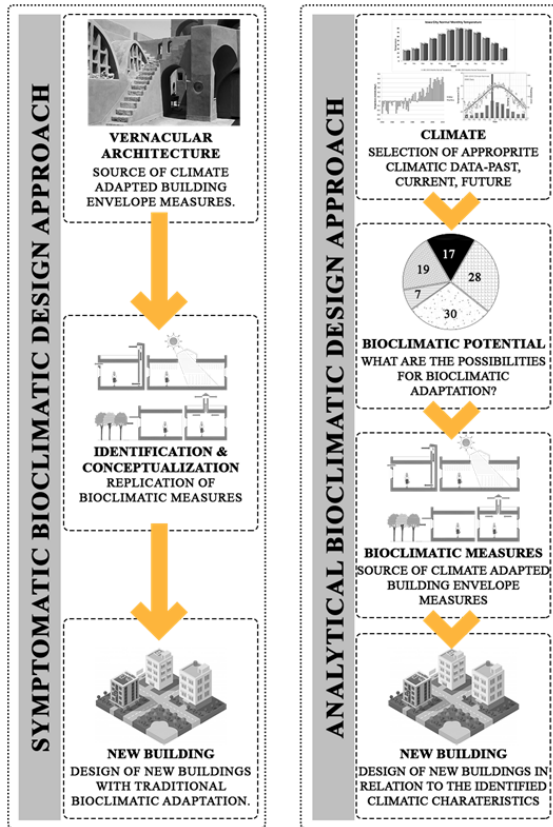 SYMPTOMATIC BIOCLIMATIC DESIGN APPROACH
VERNACULAR
ARCHITECTURE
SOURCE OF CLIMATE
ADAPTED BUILDING
ENVELOPE MEASURES.
IDENTIFICATION &
CONCEPTUALIZATION
REPLICATION OF
BIOCLIMATIC MEASURES
NEW BUILDING
DESIGN OF NEW BUILDINGS
WITH TRADITIONAL
BIOCLIMATIC ADAPTATION.
ANALYTICAL BIOCLIMATIC DESIGN APPROACH
CLIMATE
SELECTION OF APPROPRITE
CLIMATIC DATA-PAST,
CURRENT, FUTURE
17
19
28
7
30
BIOCLIMATIC POTENTIAL
WHAT ARE THE POSSIBILITIES
FOR BIOCLIMATIC
ADAPTATION?
BIOCLIMATIC MEASURES
SOURCE OF CLIMATE ADAPTED
BUILDING ENVELOPE
MEASURES
NEW BUILDING
DESIGN OF NEW BUILDINGS IN
RELATION TO THE IDENTIFIED
CLIMATIC CHARATERISTICS